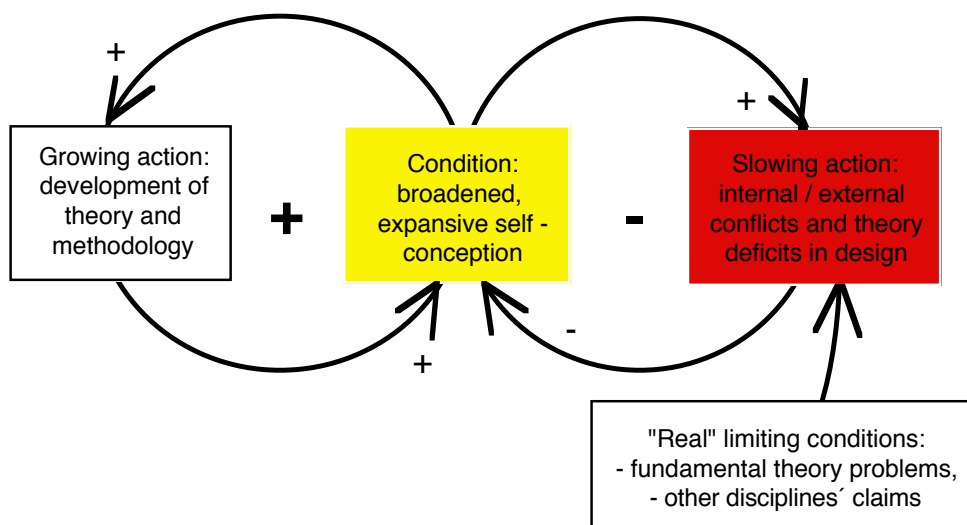 +
+
Growing action:
development of
theory and
methodology
+
Condition:
broadened,
expansive self -
conception
-
Slowing action:
internal / external
conflicts and theory
deficits in design
+
-
"Real" limiting conditions:
- fundamental theory problems,
- other disciplines´ claims